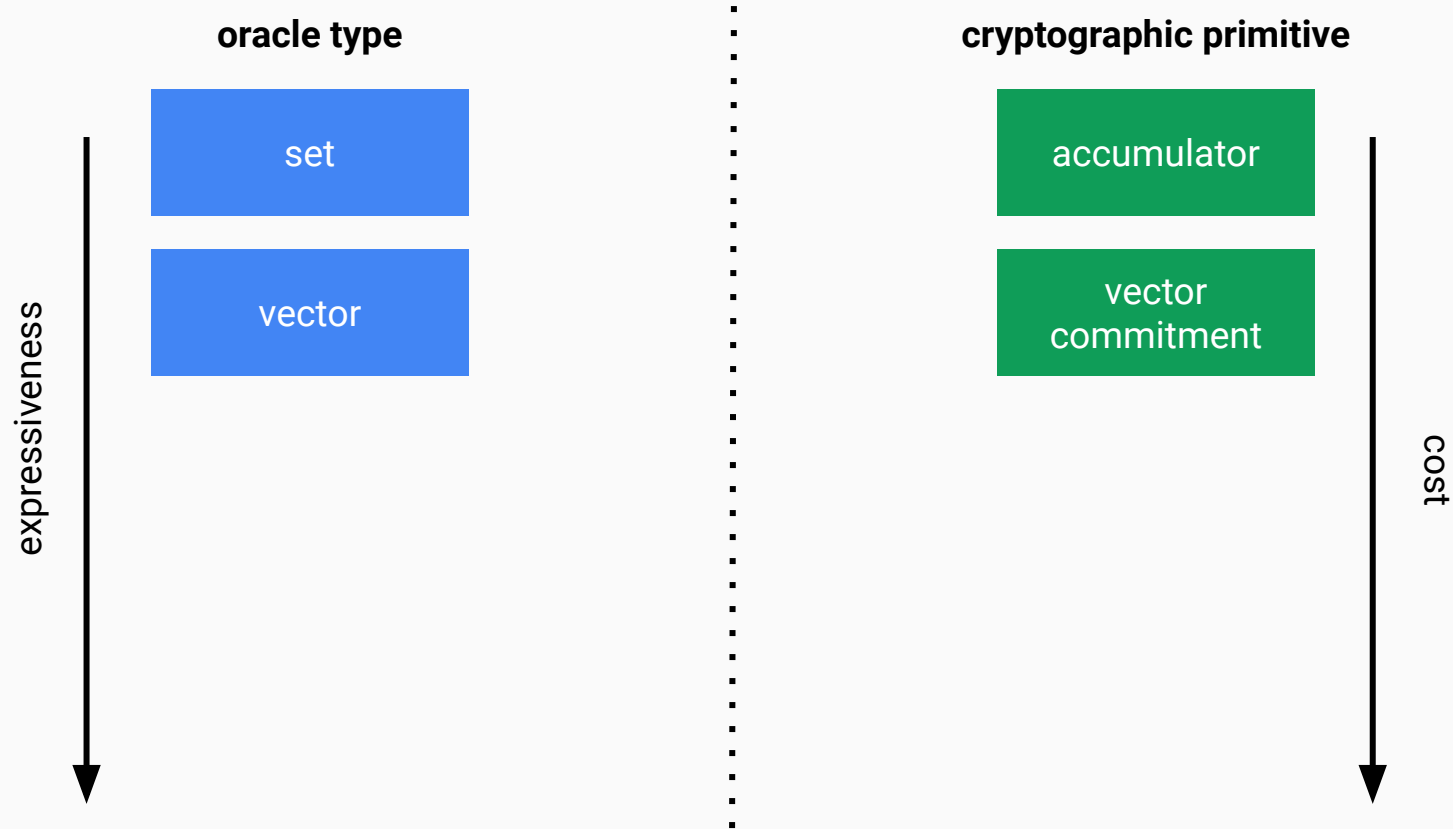 oracle type
cryptographic primitive
set
accumulator
vector
vector
commitment
expressiveness
cost